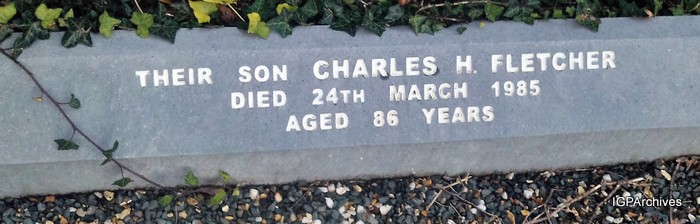 THEIR SON CHARLES H. FLETCHER
DIED 24TH MARCH 1985
AGED 86 YEARS
IGPArchives